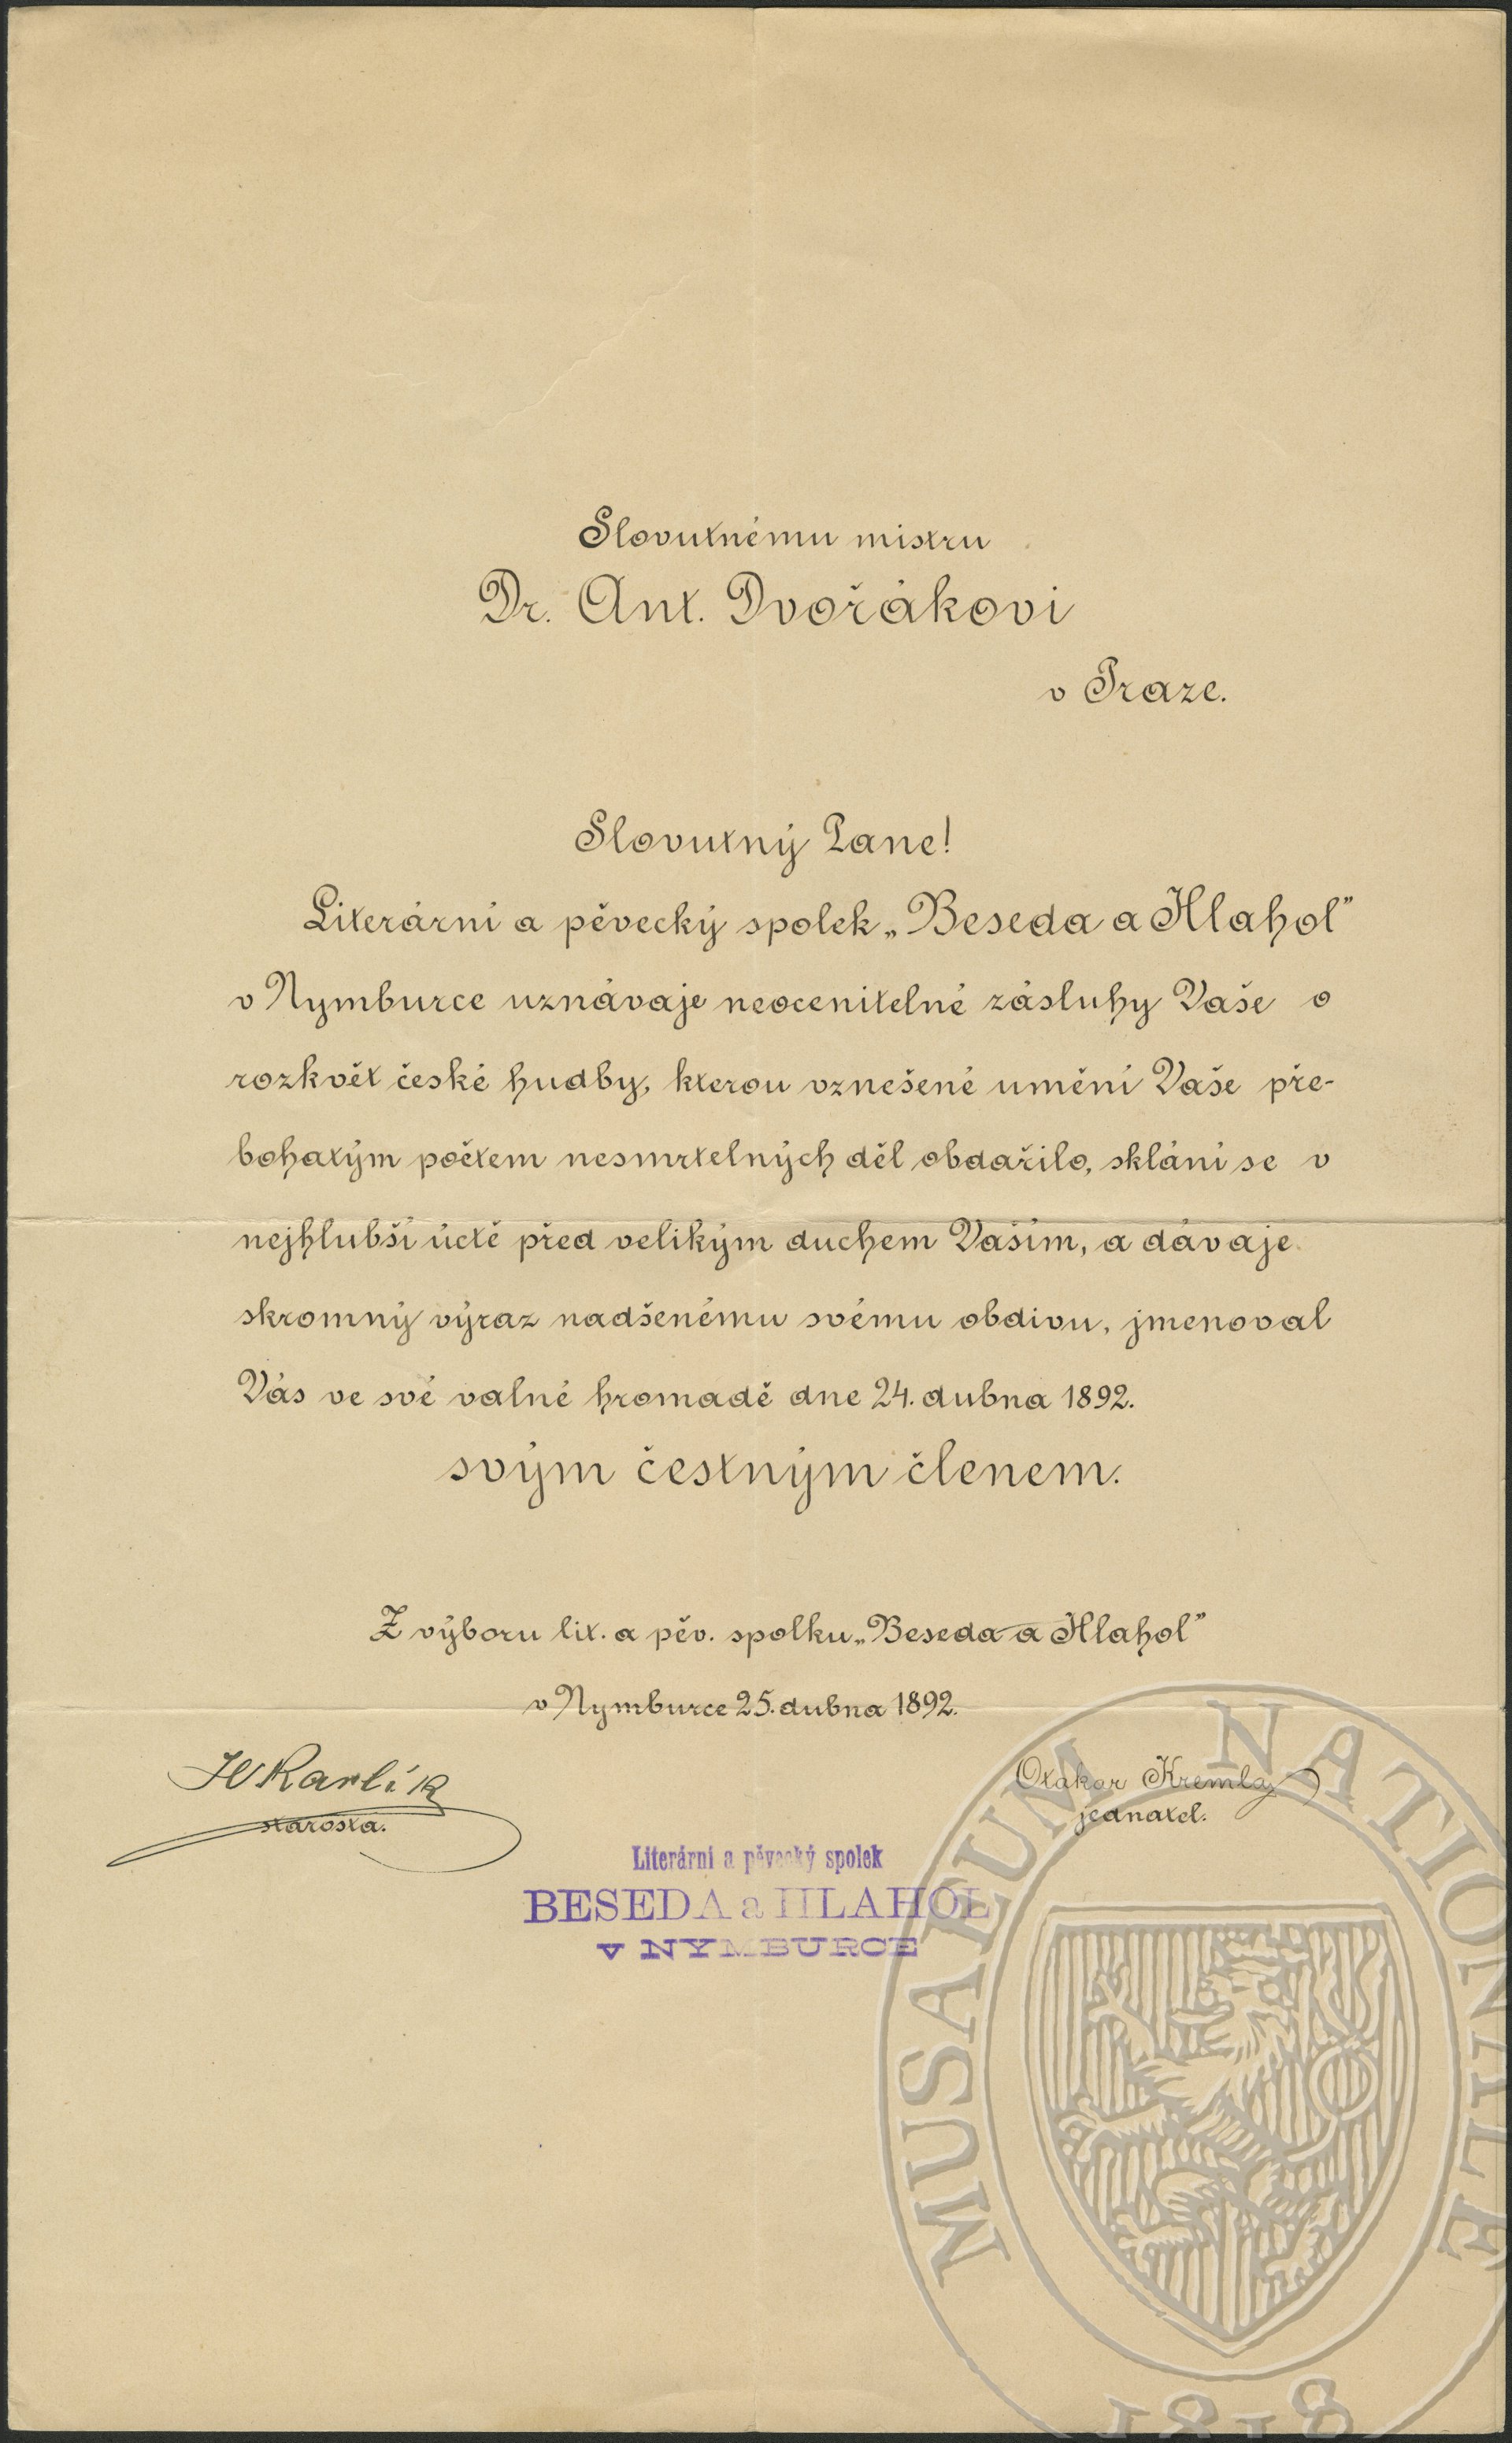 Slovutnému mistru
Dr. Ant. Dvořákovi
v Praze.
Slovutný Pane!
Literární a pěvecký spolek „Beseda a Hlahol"
v Nymburce uznávaje neocenitelné zásluhy Vaše o
rozkvět české hudby, kterou vznešené umění Vaše pře-
bohatým počtem nesmrtelných děl obdařilo, sklání se v
nejhlubší úctě před velikým duchem Vaším, a dávaje
skromný výraz nadšenému svému obdivu, jmenoval
Vás ve své valné hromadě dne 24. dubna 1892.
svým čestným členem.
Z výboru lit. a pěv. spolku „Beseda a Hlahol"
v Nymburce 25. dubna 1892.
Karlík
starosta.
Otakar Kremla
jednatel.
Literární a pěvecký spolek
BESEDA a HLAHOL
V NYMBURCE
MUSAEUM NATIONALE
1818